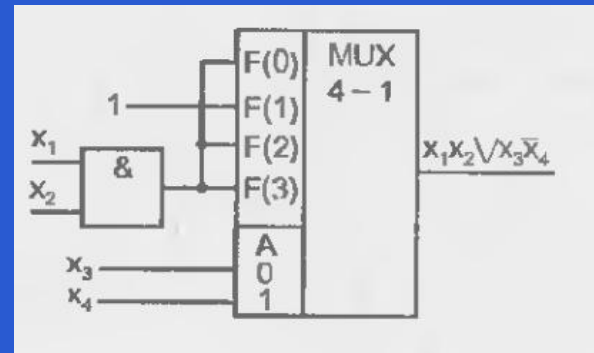 F(0) MUX
1 F(1) 4 – 1
x₁ F(2) x₁x₂\/x₃x̅₄
& F(3)
x₂
A
x₃ 0
x₄ 1